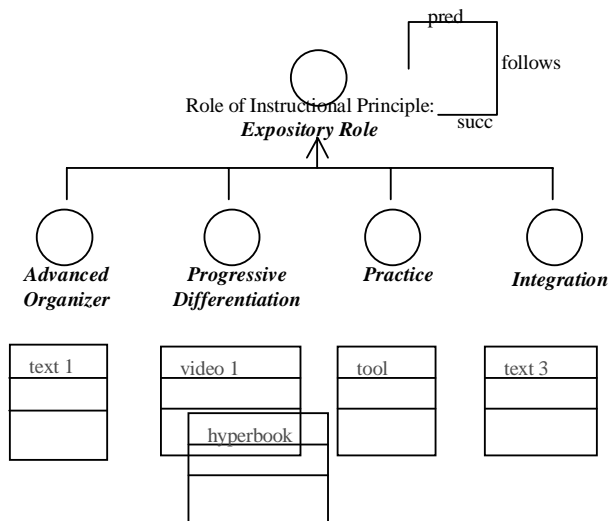 pred
follows
Role of Instructional Principle:
succ
Expository Role
Advanced
Organizer
Progressive
Differentiation
Practice
Integration
text 1
video 1
tool
text 3
hyperbook